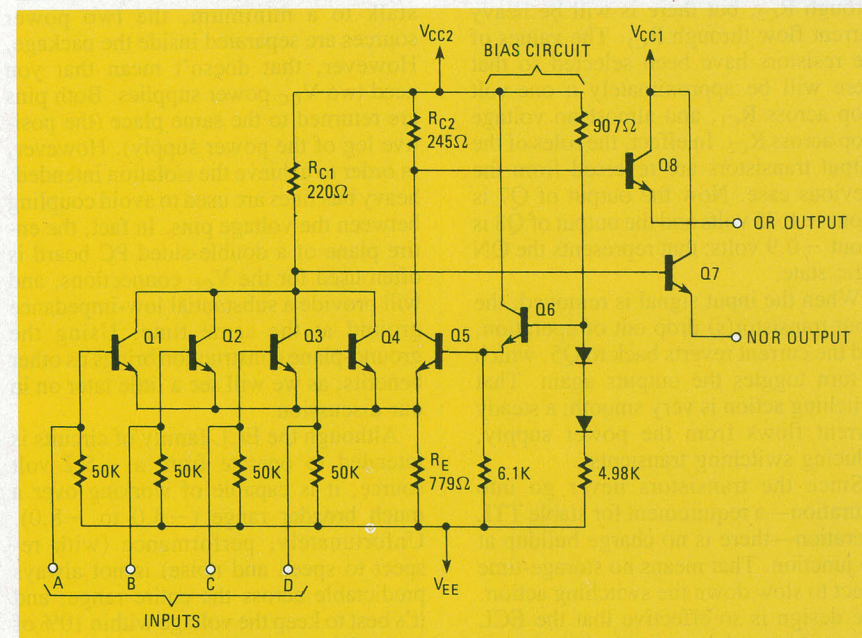 VCC2
VCC1
BIAS CIRCUIT
RC2
245Ω
907Ω
RC1
220Ω
Q8
OR OUTPUT
Q7
Q6
Q1
Q2
Q3
Q4
Q5
NOR OUTPUT
50K
50K
50K
50K
RE
779Ω
6.1K
4.98K
A
B
C
D
VEE
INPUTS